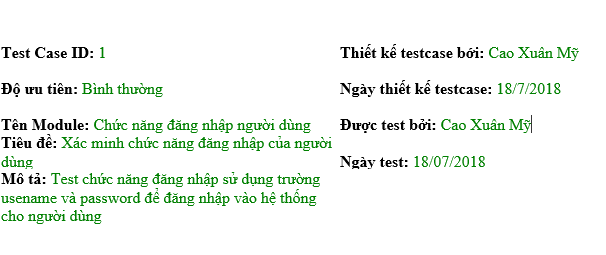 Test Case ID: 1
Độ ưu tiên: Bình thường
Tên Module: Chức năng đăng nhập người dùng
Tiêu đề: Xác minh chức năng đăng nhập của người
dùng
Mô tả: Test chức năng đăng nhập sử dụng trường
usename và password để đăng nhập vào hệ thống
cho người dùng
Thiết kế testcase bới: Cao Xuân Mỹ
Ngày thiết kế testcase: 18/7/2018
Được test bởi: Cao Xuân Mỹ
Ngày test: 18/07/2018